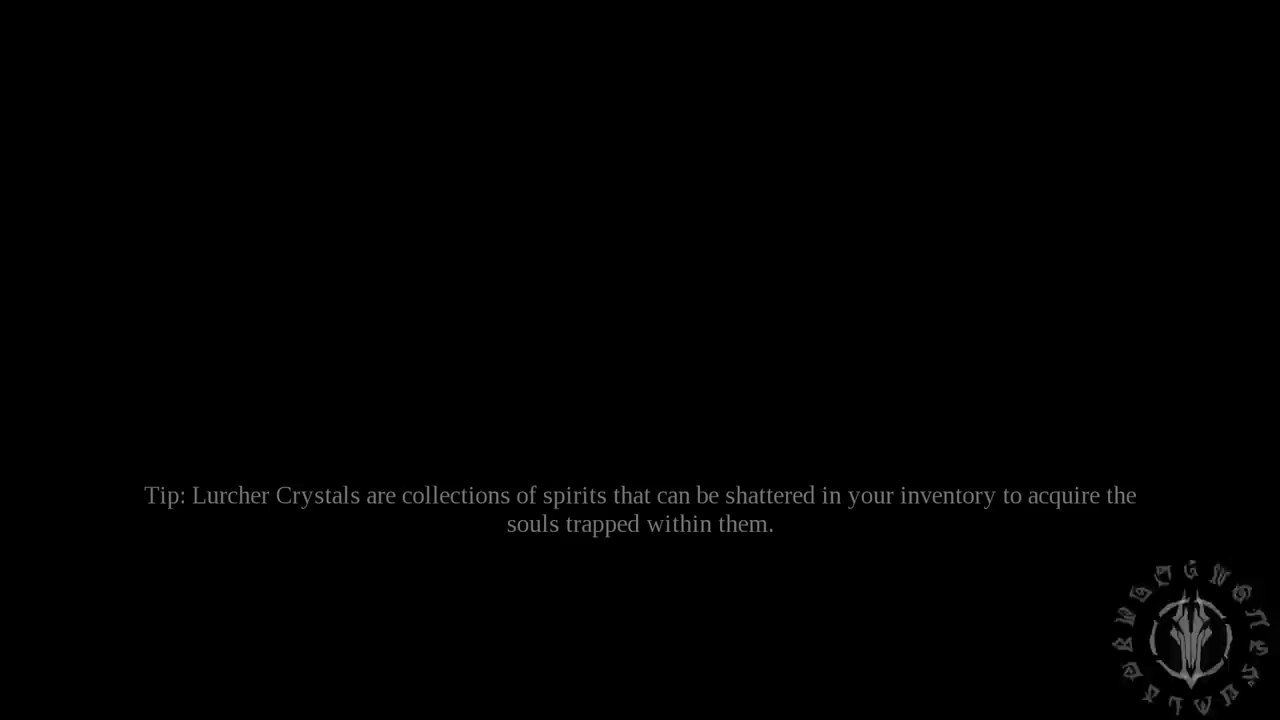 Tip: Lurcher Crystals are collections of spirits that can be shattered in your inventory to acquire the
souls trapped within them.